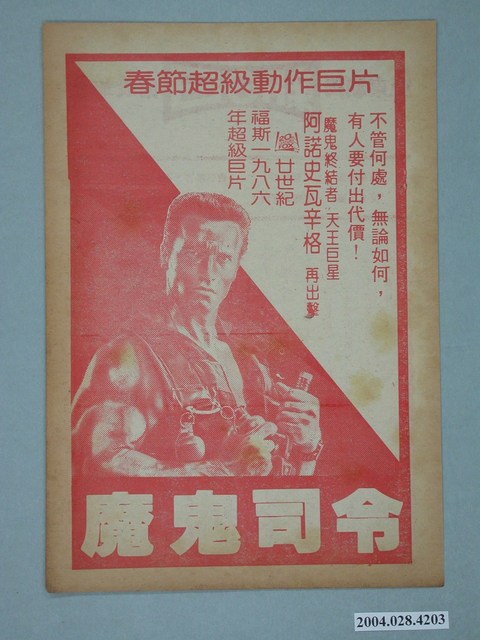 春節超級動作巨片
不管何處，無論如何，
有人要付出代價！
魔鬼終結者．天王巨星
阿諾史瓦辛格 再出擊
廿世紀
福斯一九八六
年超級巨片
魔鬼司令
2004.028.4203